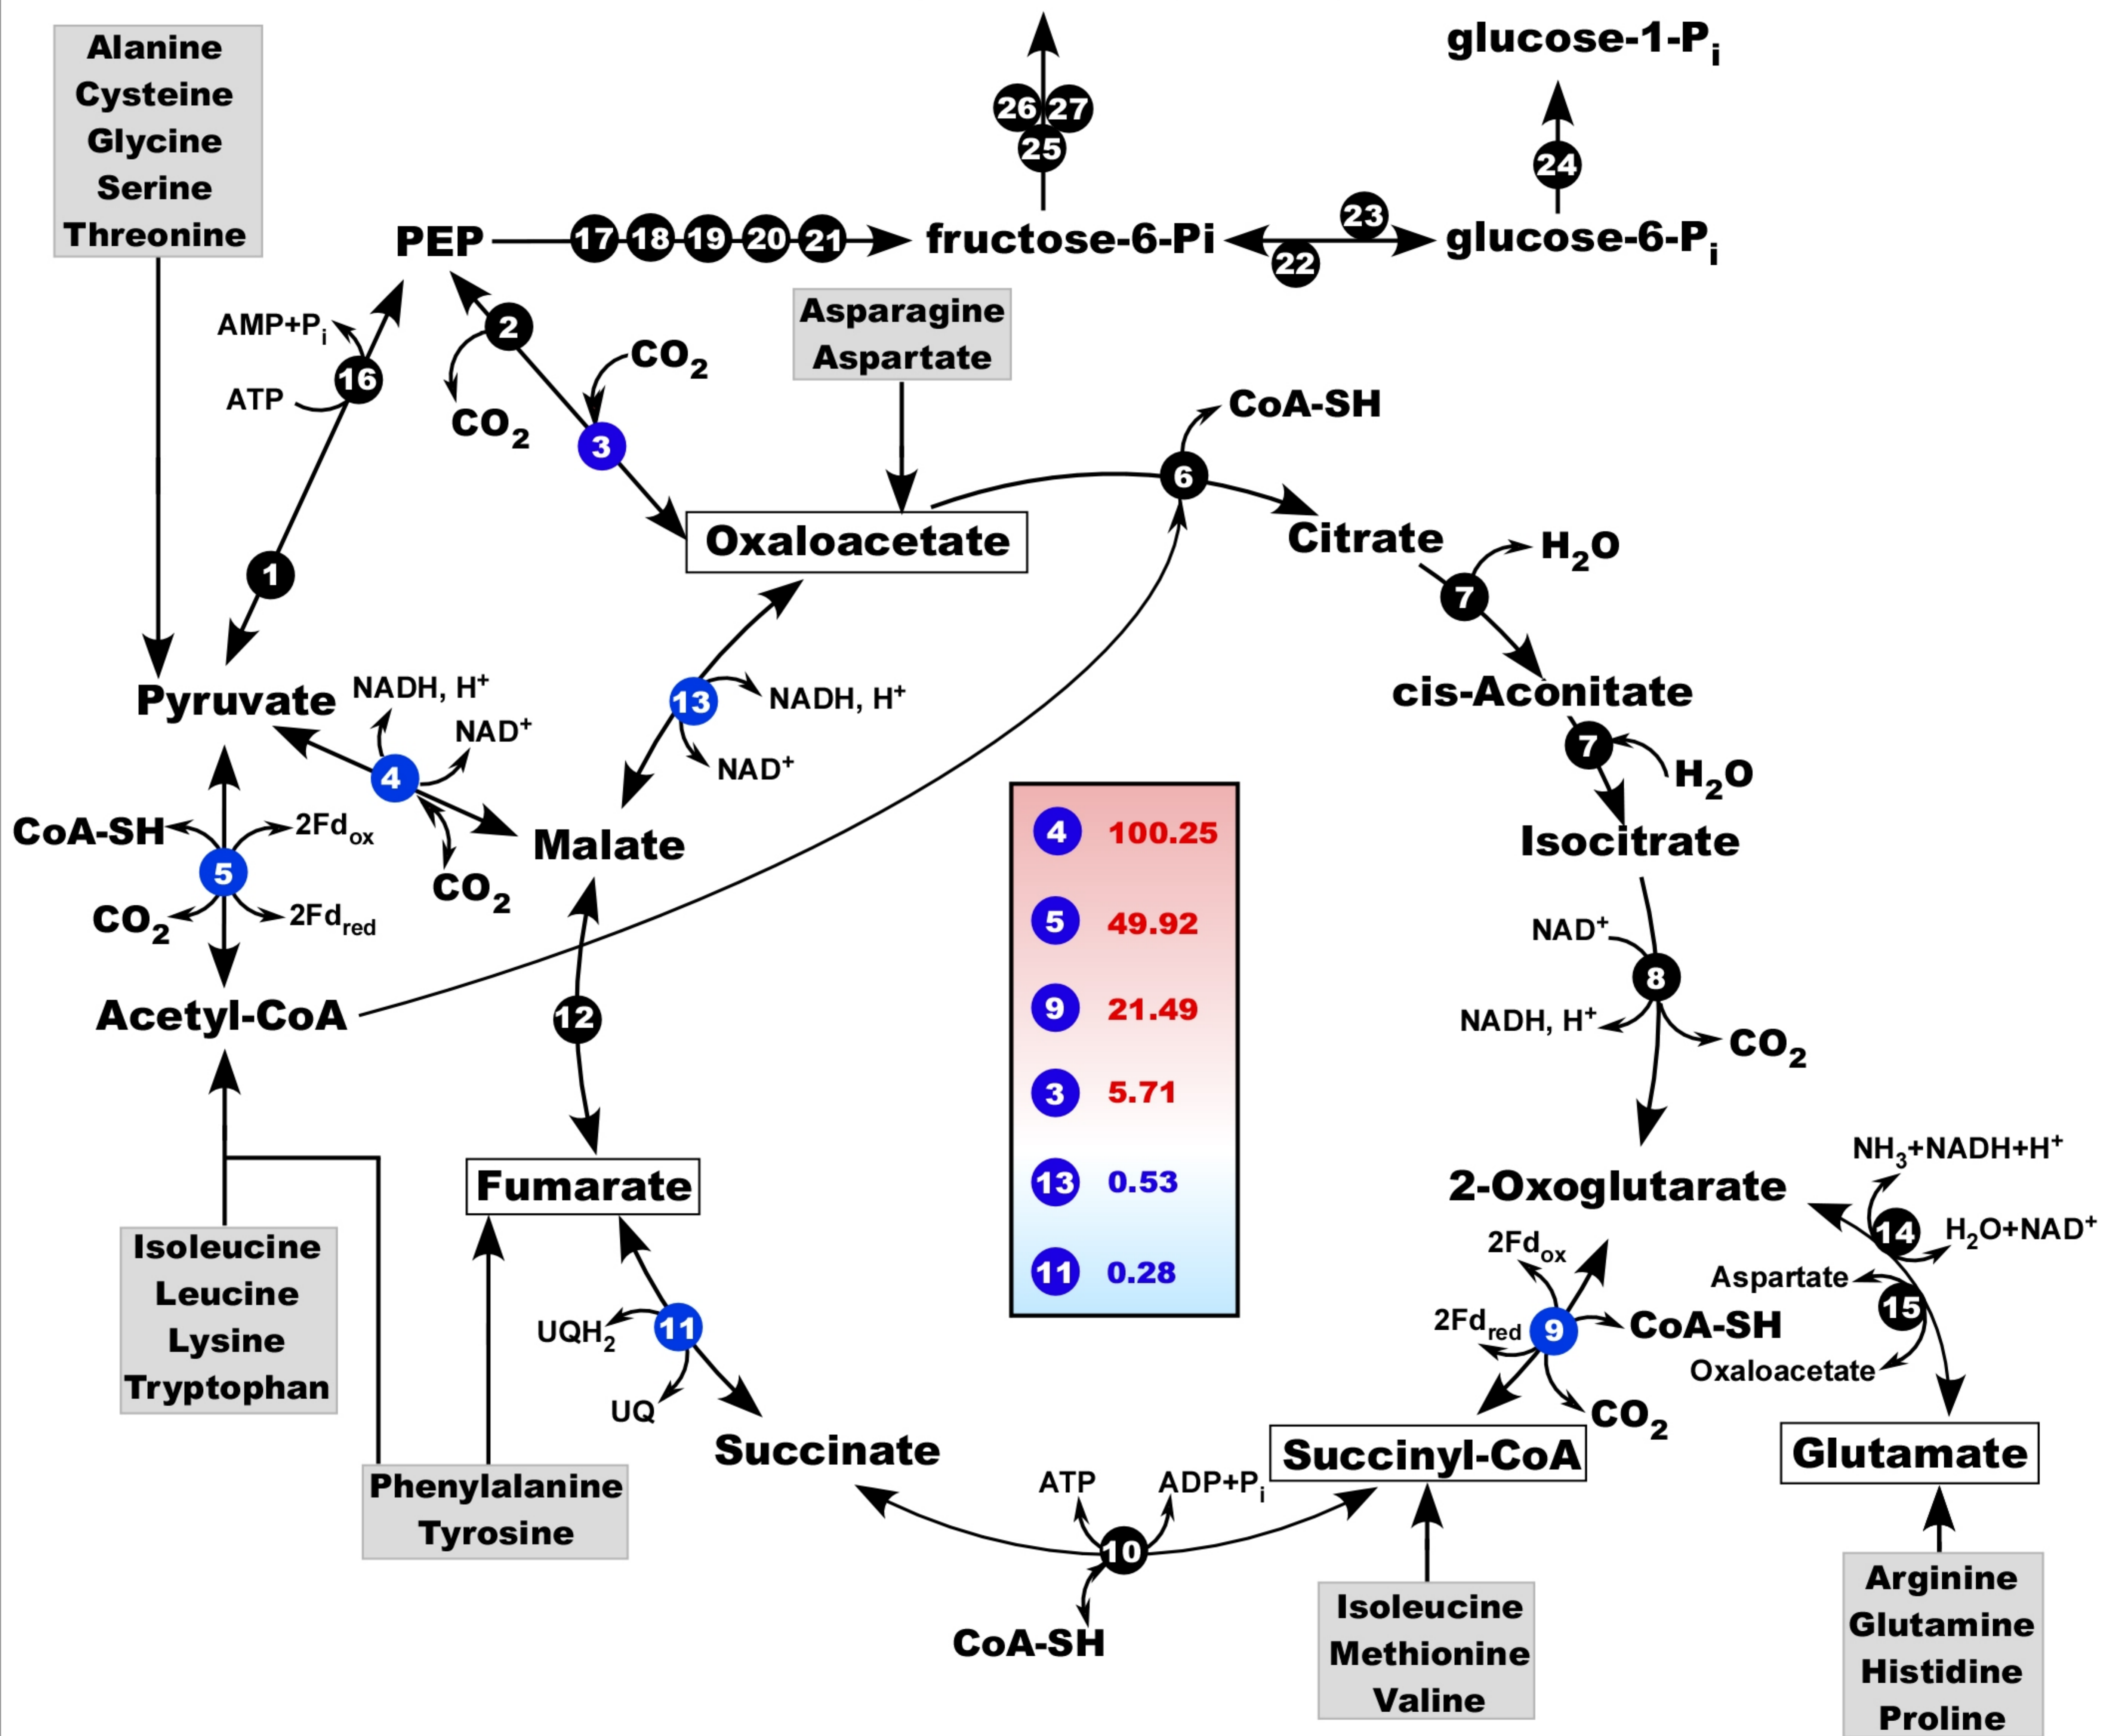 Alanine
Cysteine
Glycine
Serine
Threonine
26 27
25
glucose-1-Pi
24
PEP
17 18 19 20 21
fructose-6-Pi
23
22
glucose-6-Pi
AMP+Pi
16
ATP
1
2
CO2
CO2
3
Asparagine
Aspartate
Oxaloacetate
CoA-SH
6
Citrate
H2O
7
cis-Aconitate
7
H2O
Isocitrate
Pyruvate
NADH, H+
NAD+
4
CO2
Malate
13
NADH, H+
NAD+
CoA-SH
2Fdox
5
CO2
2Fdred
Acetyl-CoA
12
4 100.25
5 49.92
9 21.49
3 5.71
13 0.53
11 0.28
NAD+
8
NADH, H+
CO2
Fumarate
2-Oxoglutarate
NH3+NADH+H+
14
H2O+NAD+
Aspartate
15
Oxaloacetate
2Fdox
2Fdred
9
CoA-SH
CO2
Isoleucine
Leucine
Lysine
Tryptophan
UQH2
11
UQ
Phenylalanine
Tyrosine
Succinate
ATP
ADP+Pi
10
CoA-SH
Succinyl-CoA
Glutamate
Isoleucine
Methionine
Valine
Arginine
Glutamine
Histidine
Proline